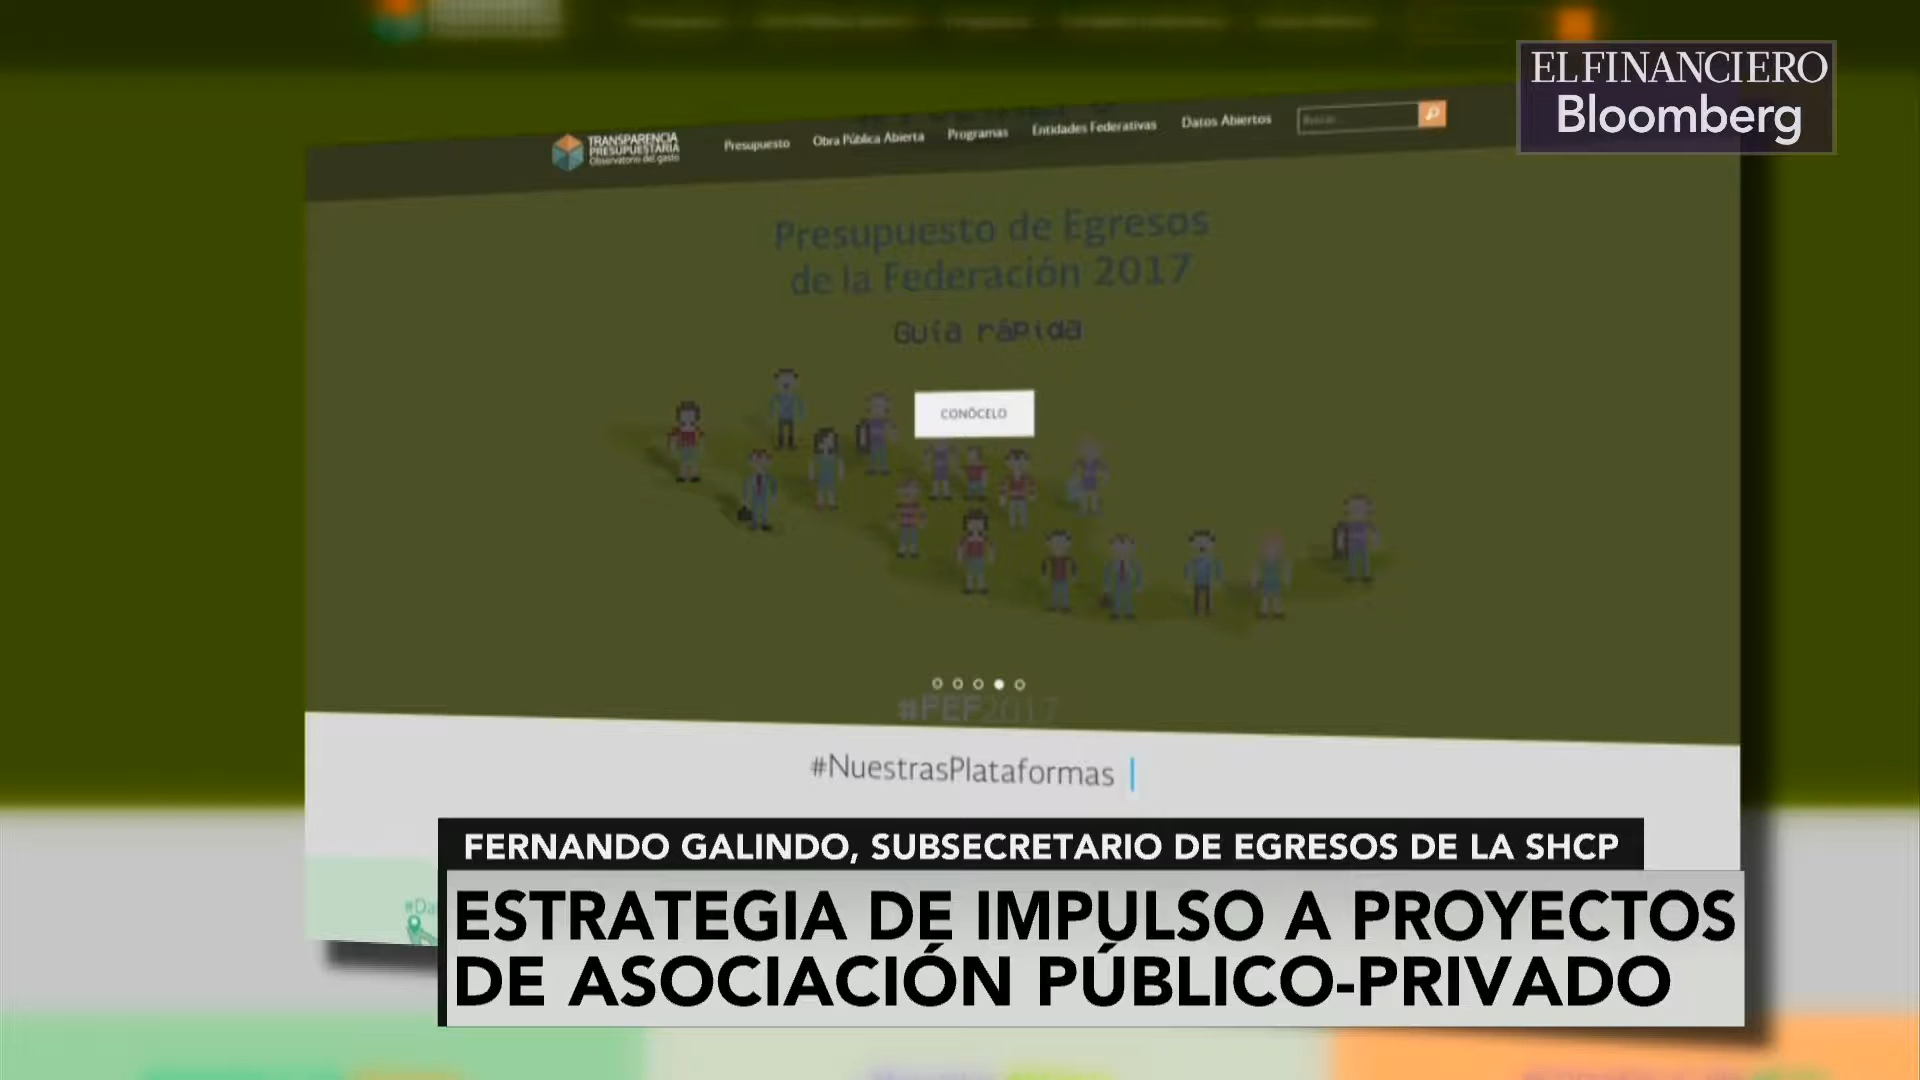 EL FINANCIERO
Bloomberg
TRANSPARENCIA
PRESUPUESTARIA
Observatorio del gasto
Presupuesto
Obra Pública Abierta
Programas
Entidades Federativas
Datos Abiertos
Presupuesto de Egresos
de la Federación 2017
Guía rápida
CONÓCELO
#PEF2017
#NuestrasPlataformas
FERNANDO GALINDO, SUBSECRETARIO DE EGRESOS DE LA SHCP
ESTRATEGIA DE IMPULSO A PROYECTOS
DE ASOCIACIÓN PÚBLICO-PRIVADO